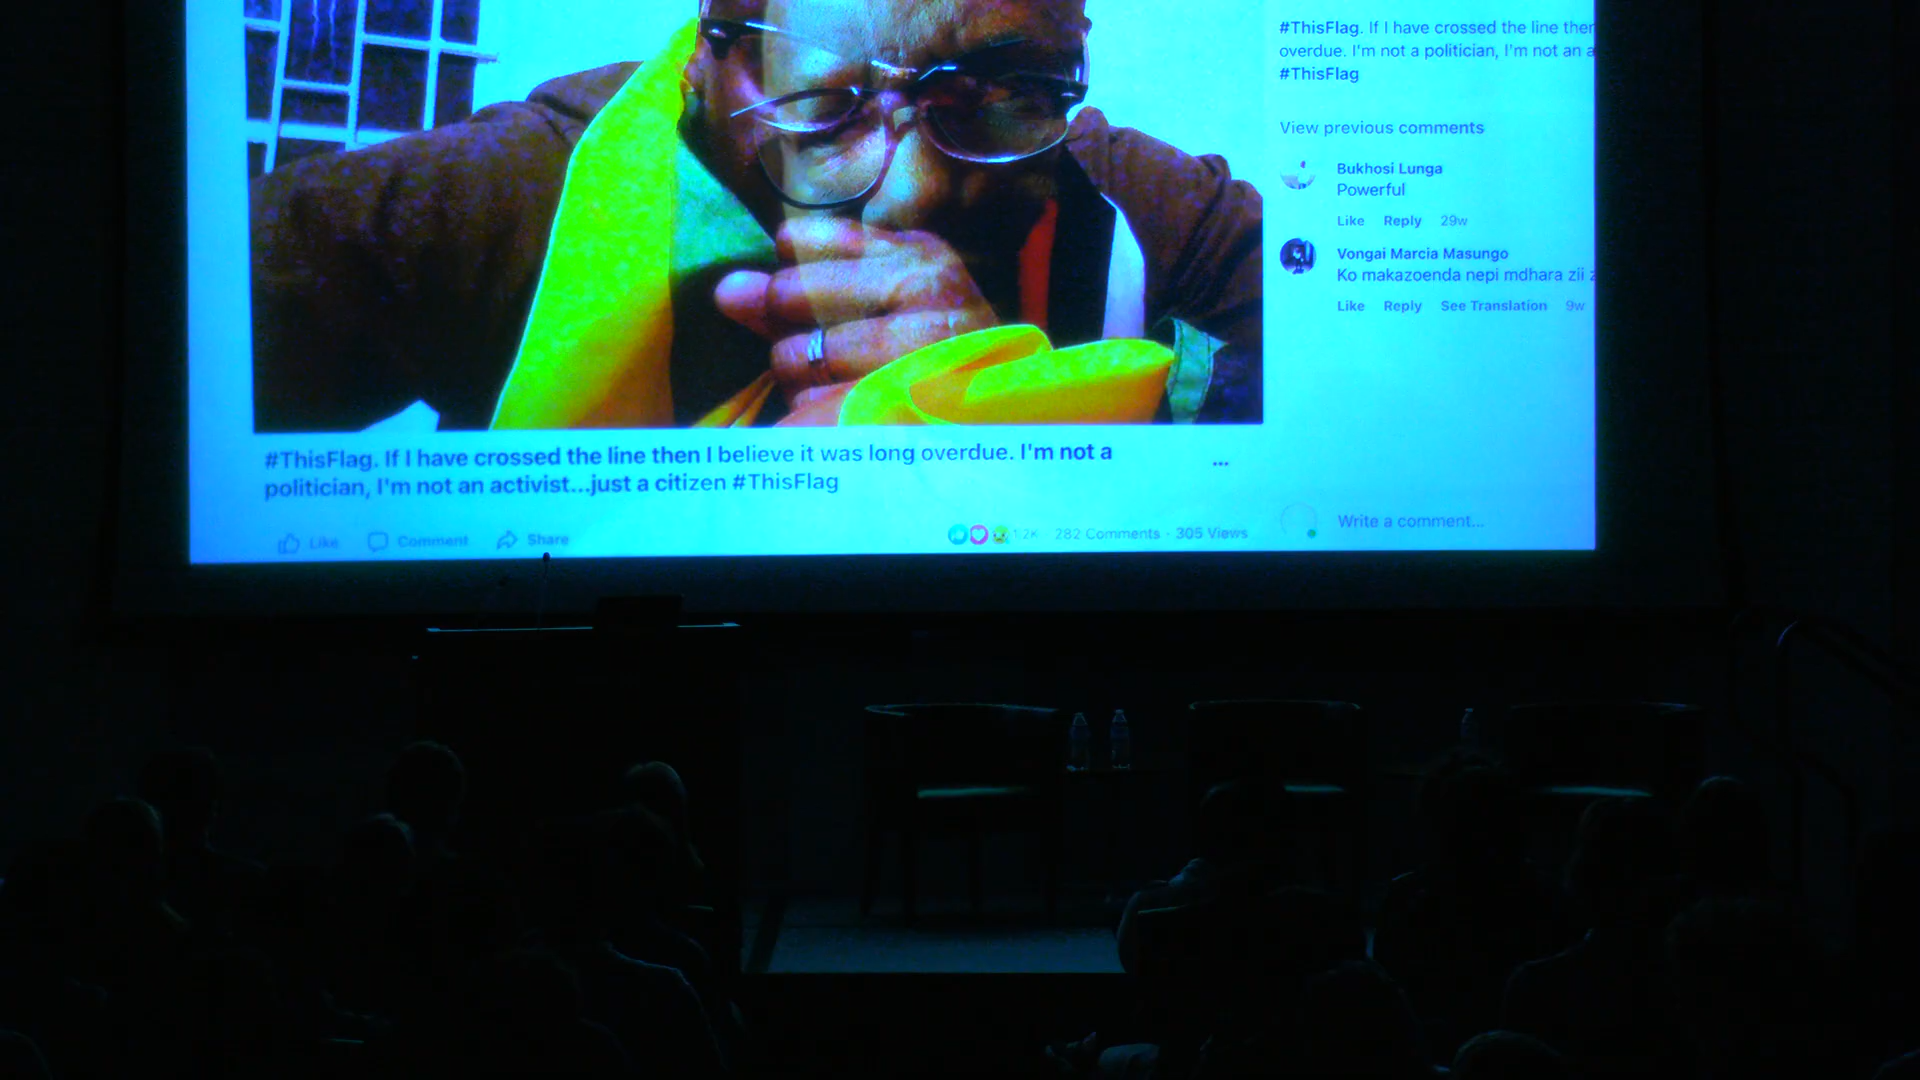 #ThisFlag. If I have crossed the line then I believe it was long overdue. I'm not a
politician, I'm not an activist...just a citizen #ThisFlag
Like Comment Share
1.2K 282 Comments · 305 Views
#ThisFlag. If I have crossed the line then
overdue. I'm not a politician, I'm not an a
#ThisFlag
View previous comments
Bukhosi Lunga
Powerful
Like Reply 29w
Vongai Marcia Masungo
Ko makazoenda nepi mdhara zii z
Like Reply See Translation 9w
Write a comment...